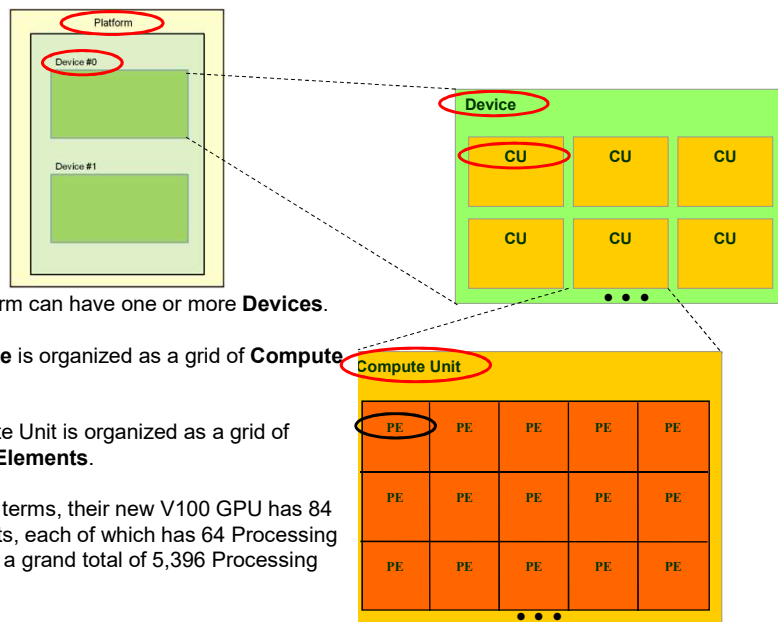 Platform
Device #0
Device #1
Device
CU CU CU
CU CU CU
● ● ●
rm can have one or more Devices.
e is organized as a grid of Compute
te Unit is organized as a grid of
Elements.
terms, their new V100 GPU has 84
ts, each of which has 64 Processing
a grand total of 5,396 Processing
Compute Unit
PE PE PE PE PE
PE PE PE PE PE
PE PE PE PE PE
● ● ●